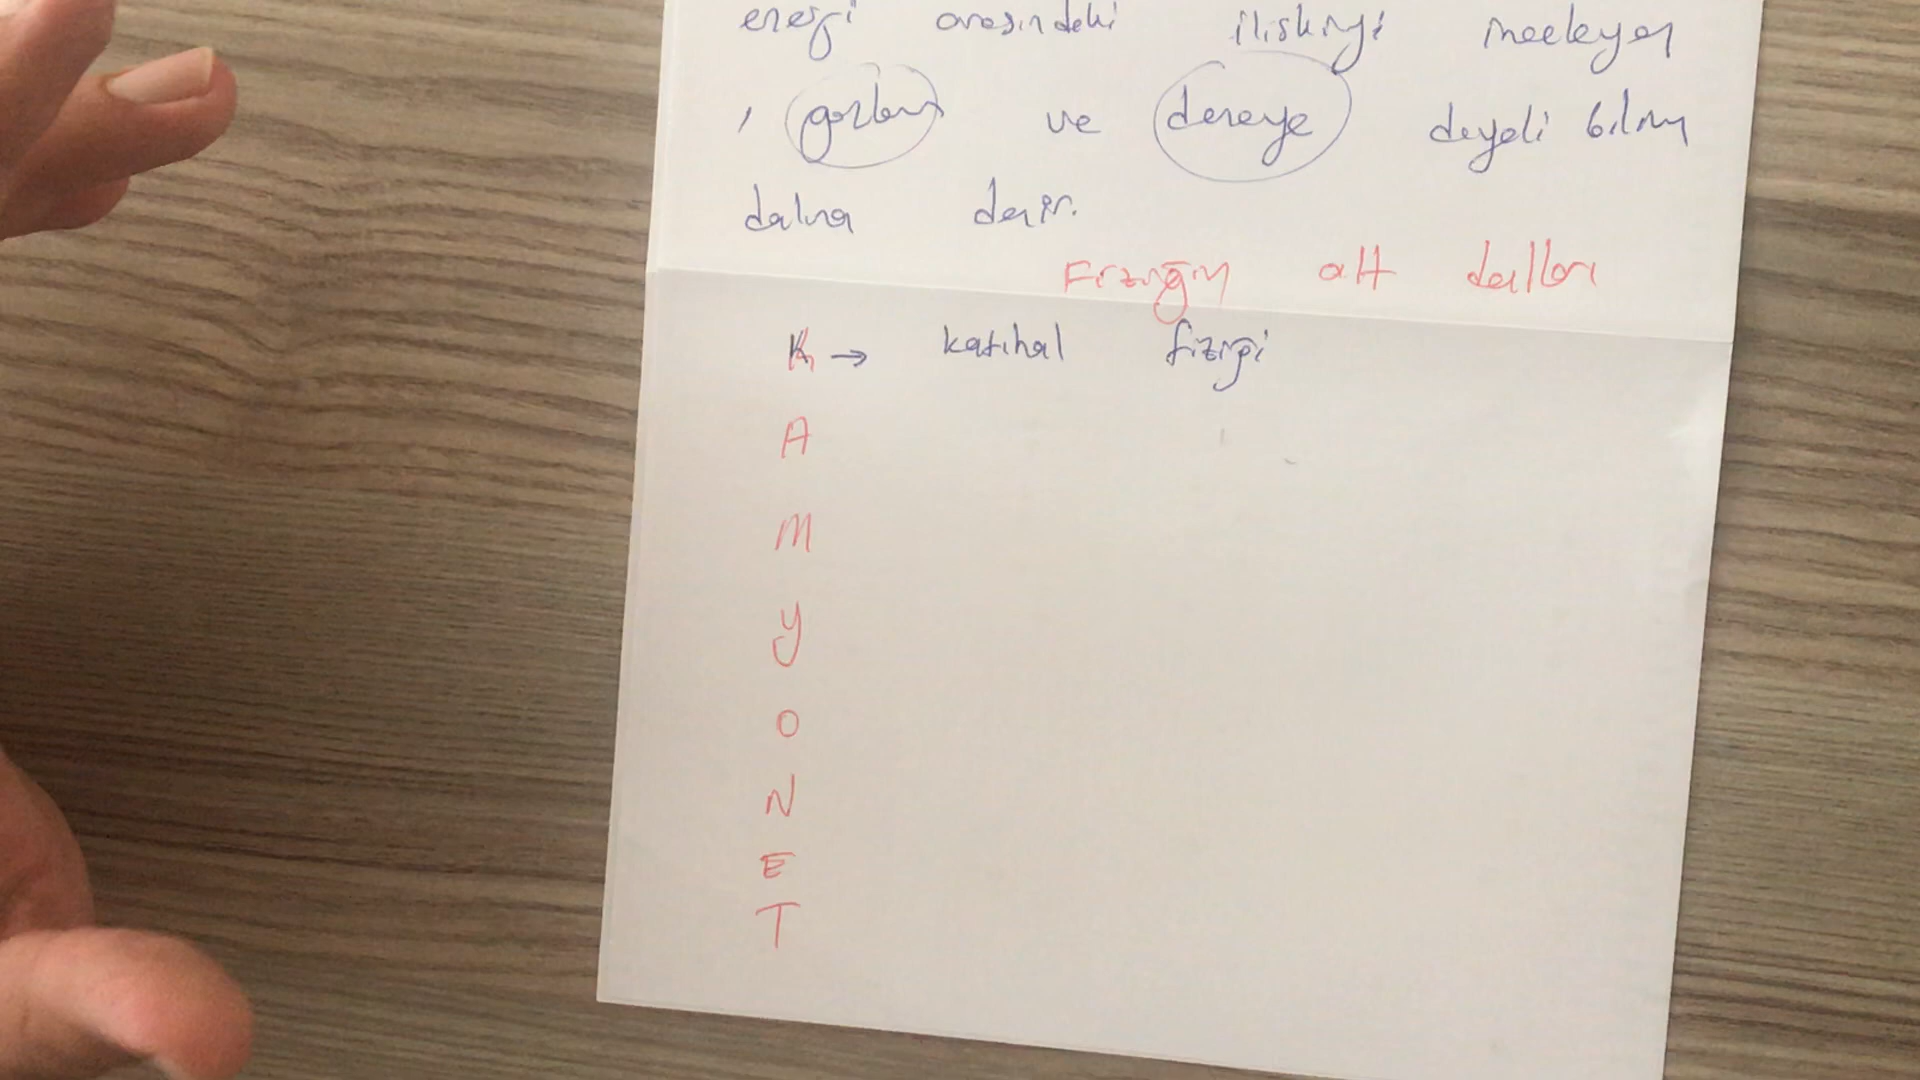 enerji arasındaki ilişkiyi inceleyen
, gözlem ve deneye dayalı bilim
dalına denir.
Fiziğin alt dalları
K → katıhal fiziği
A
M
Y
O
N
E
T